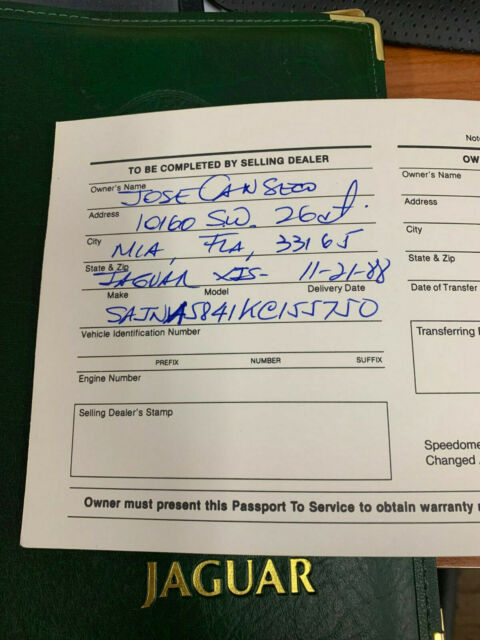 Not
TO BE COMPLETED BY SELLING DEALER
OW
Owner's Name JOSE CANSECO
Owner's Name
Address 10160 S.W. 26 st.
Address
City MIA, FLA, 33165
City
State & Zip JAGUAR XJS- 11-21-88
State & Zip
Make Model Delivery Date
Date of Transfer
SAJNA5841KC155750
Vehicle Identification Number
Transferring
PREFIX NUMBER SUFFIX
Engine Number
Selling Dealer's Stamp
Speedome
Changed
Owner must present this Passport To Service to obtain warranty
JAGUAR